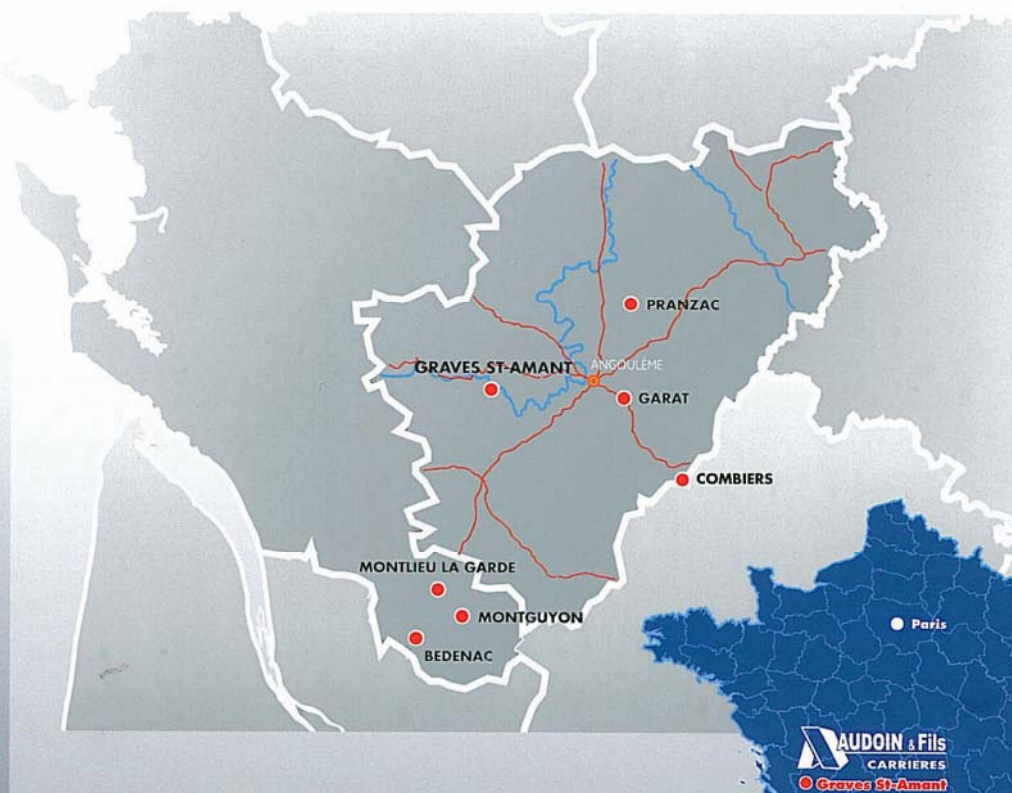 PRANZAC
ANGOULÊME
GRAVES ST-AMANT
GARAT
COMBIERS
MONTLIEU LA GARDE
MONTGUYON
BEDENAC
Paris
AUDOIN & Fils
CARRIERES
Graves St-Amant